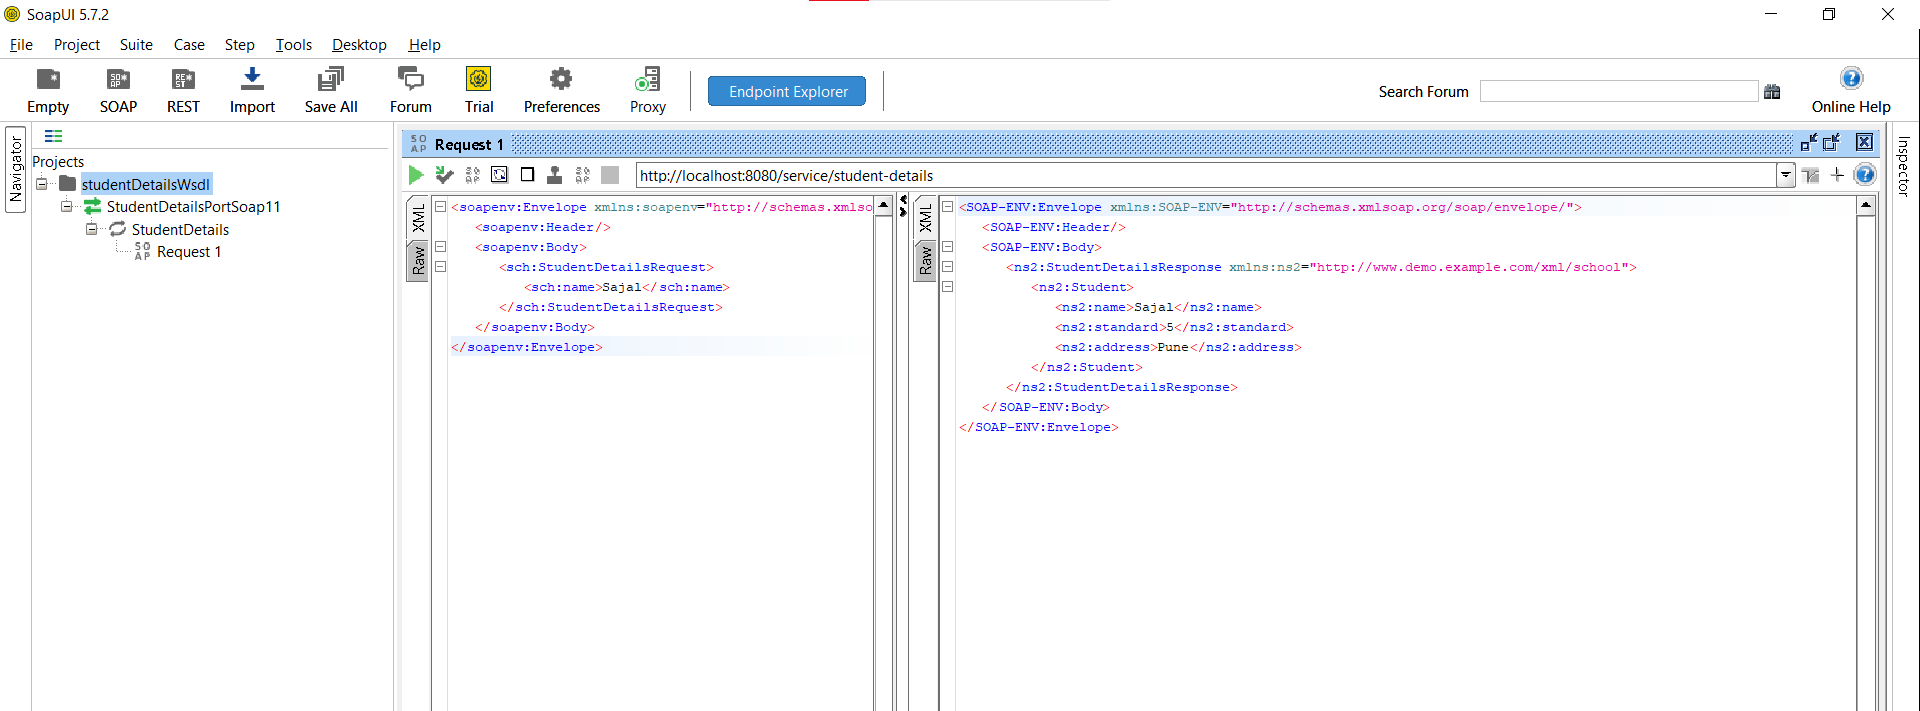 SoapUI 5.7.2
File Project Suite Case Step Tools Desktop Help
Empty SOAP REST Import Save All Forum Trial Preferences Proxy Endpoint Explorer Search Forum Online Help
Navigator
Projects
studentDetailsWsdl
StudentDetailsPortSoap11
StudentDetails
Request 1
Request 1
http://localhost:8080/service/student-details
XML
Raw
<soapenv:Envelope xmlns:soapenv="http://schemas.xmlso
<soapenv:Header/>
<soapenv:Body>
<sch:StudentDetailsRequest>
<sch:name>Sajal</sch:name>
</sch:StudentDetailsRequest>
</soapenv:Body>
</soapenv:Envelope>
XML
Raw
<SOAP-ENV:Envelope xmlns:SOAP-ENV="http://schemas.xmlsoap.org/soap/envelope/">
<SOAP-ENV:Header/>
<SOAP-ENV:Body>
<ns2:StudentDetailsResponse xmlns:ns2="http://www.demo.example.com/xml/school">
<ns2:Student>
<ns2:name>Sajal</ns2:name>
<ns2:standard>5</ns2:standard>
<ns2:address>Pune</ns2:address>
</ns2:Student>
</ns2:StudentDetailsResponse>
</SOAP-ENV:Body>
</SOAP-ENV:Envelope>
Inspector